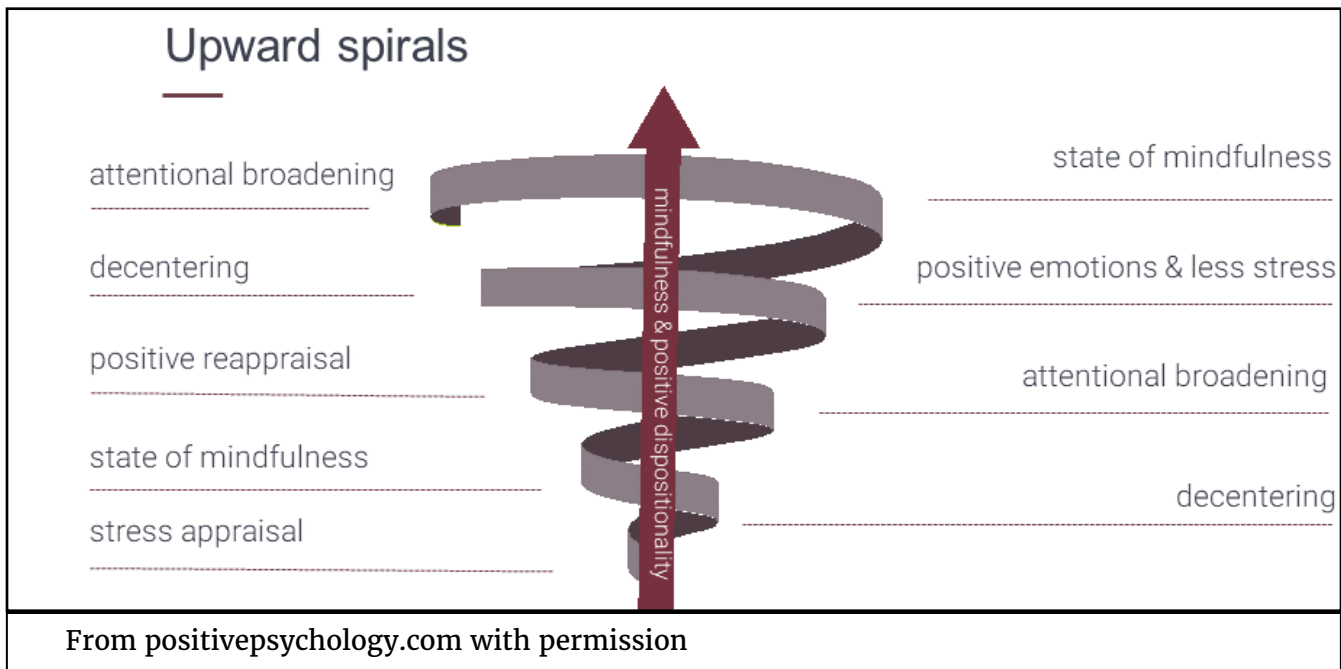 Upward spirals
attentional broadening
decentering
positive reappraisal
state of mindfulness
stress appraisal
mindfulness & positive dispositionality
state of mindfulness
positive emotions & less stress
attentional broadening
decentering
From positivepsychology.com with permission